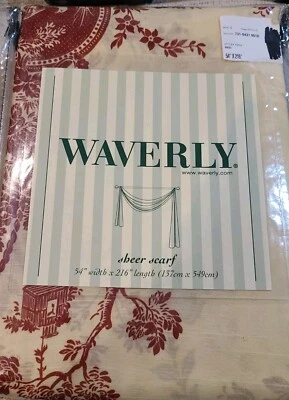 WAVERLY®
www.waverly.com
sheer scarf
54" width x 216" length (137cm x 549cm)